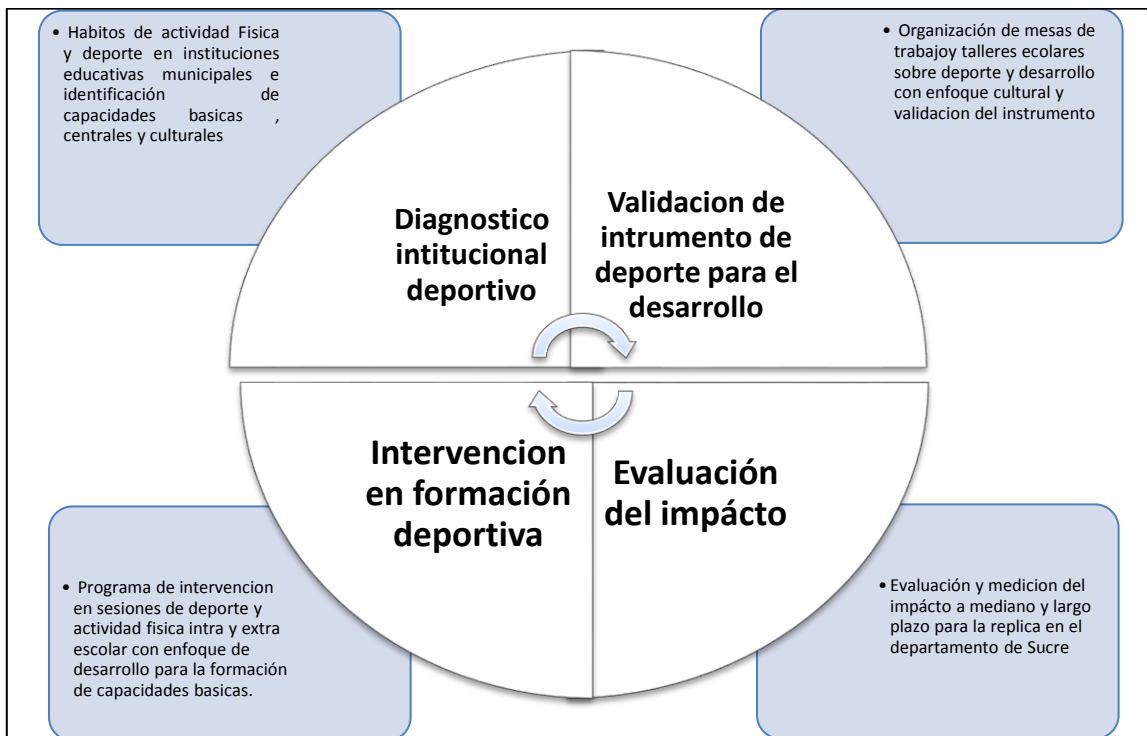 • Habitos de actividad Fisica
y deporte en instituciones
educativas municipales e
identificación de
capacidades basicas ,
centrales y culturales
• Organización de mesas de
trabajoy talleres ecolares
sobre deporte y desarrollo
con enfoque cultural y
validacion del instrumento
Diagnostico
intitucional
deportivo
Validacion de
intrumento de
deporte para el
desarrollo
Intervencion
en formación
deportiva
Evaluación
del impácto
• Programa de intervencion
en sesiones de deporte y
actividad fisica intra y extra
escolar con enfoque de
desarrollo para la formación
de capacidades basicas.
• Evaluación y medicion del
impácto a mediano y largo
plazo para la replica en el
departamento de Sucre